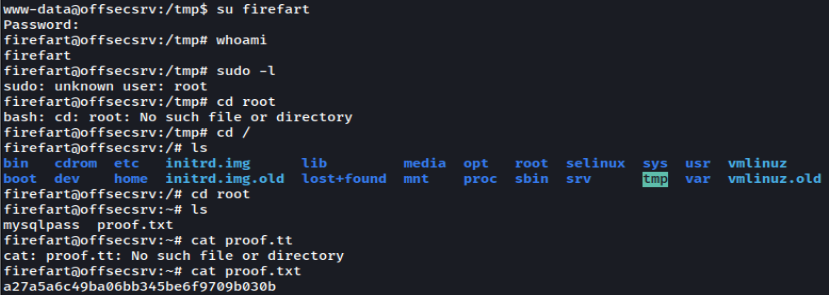 www-data@offsecsrv:/tmp$ su firefart
Password:
firefart@offsecsrv:/tmp# whoami
firefart
firefart@offsecsrv:/tmp# sudo -l
sudo: unknown user: root
firefart@offsecsrv:/tmp# cd root
bash: cd: root: No such file or directory
firefart@offsecsrv:/tmp# cd /
firefart@offsecsrv:/# ls
bin cdrom etc initrd.img lib media opt root selinux sys usr vmlinuz
boot dev home initrd.img.old lost+found mnt proc sbin srv tmp var vmlinuz.old
firefart@offsecsrv:/# cd root
firefart@offsecsrv:~# ls
mysqlpass proof.txt
firefart@offsecsrv:~# cat proof.tt
cat: proof.tt: No such file or directory
firefart@offsecsrv:~# cat proof.txt
a27a5a6c49ba06bb345be6f9709b030b